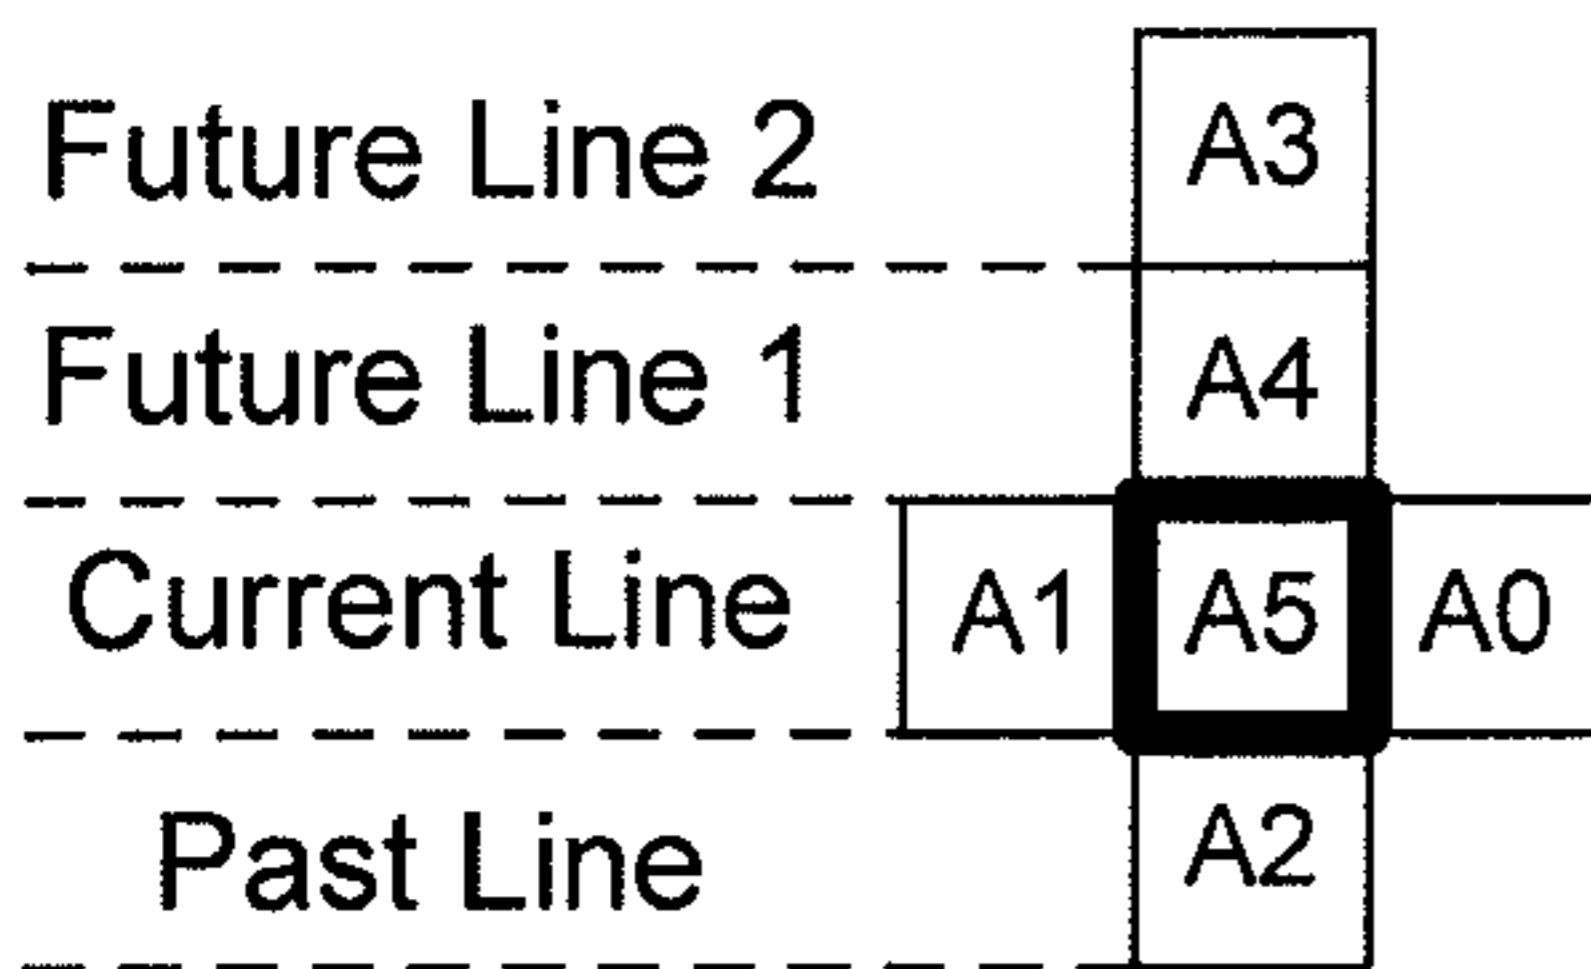 Future Line 2 A3
Future Line 1 A4
Current Line A1 A5 A0
Past Line A2